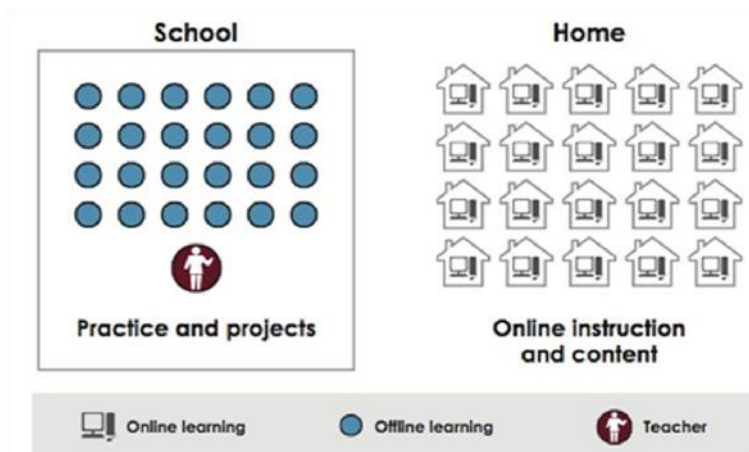 School
Home
Practice and projects
Online instruction
and content
Online learning
Offline learning
Teacher